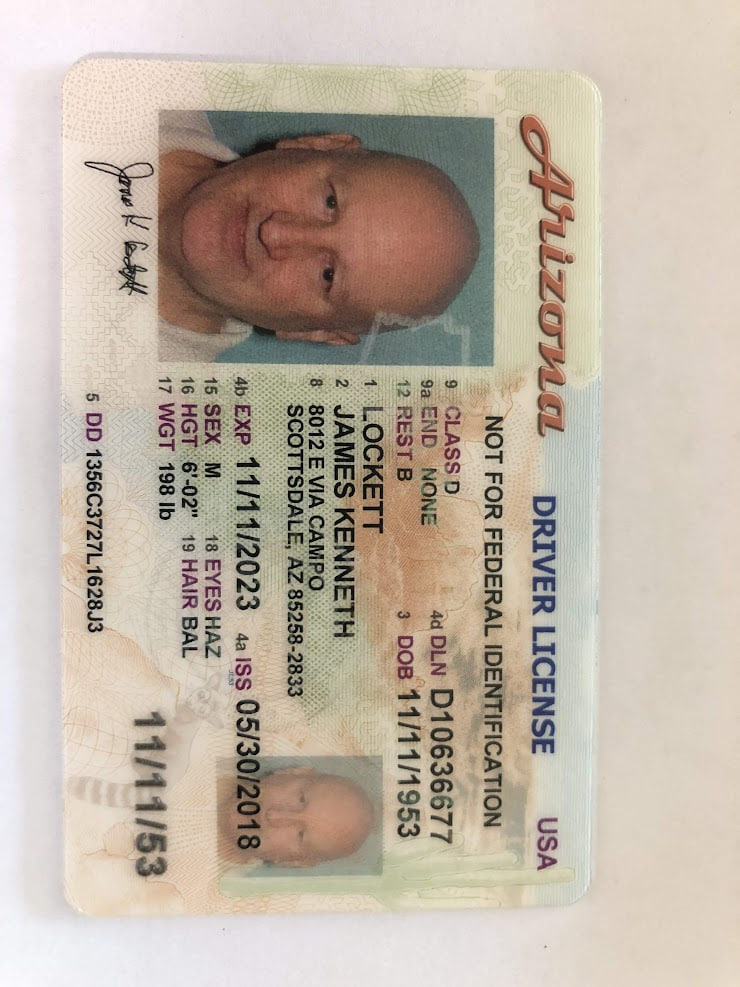 Arizona
DRIVER LICENSE USA
NOT FOR FEDERAL IDENTIFICATION
9 CLASS D 4d DLN D10636677
9a END NONE
12 REST B 3 DOB 11/11/1953
1 LOCKETT
2 JAMES KENNETH
8 8012 E VIA CAMPO
SCOTTSDALE, AZ 85258-2833
4b EXP 11/11/2023 4a ISS 05/30/2018
15 SEX M 18 EYES HAZ
16 HGT 6'-02" 19 HAIR BAL
17 WGT 198 lb
11/11/53
5 DD 1356C3727L1628J3